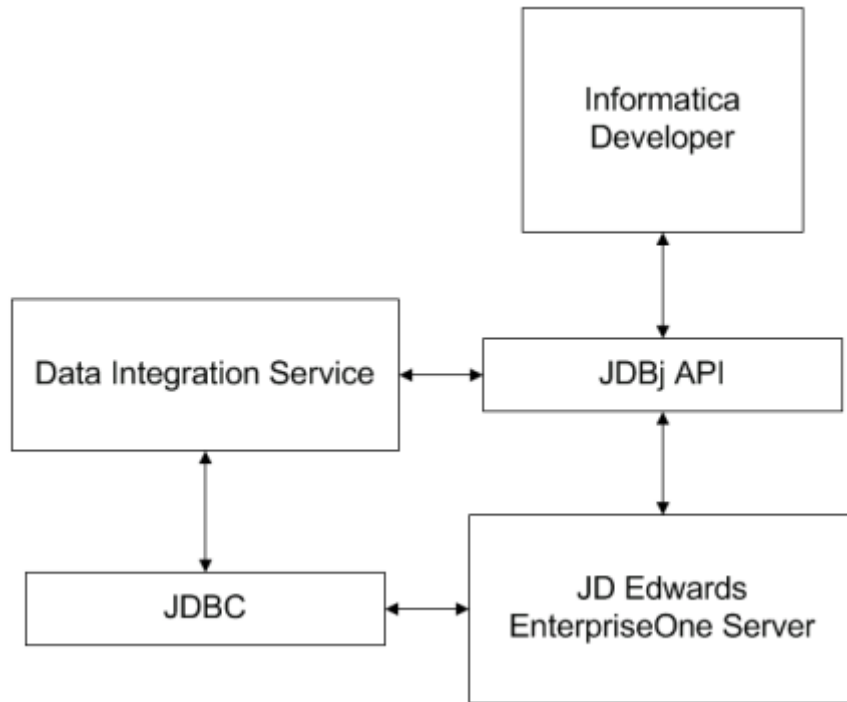 Informatica
Developer
Data Integration Service
JDBj API
JDBC
JD Edwards
EnterpriseOne Server